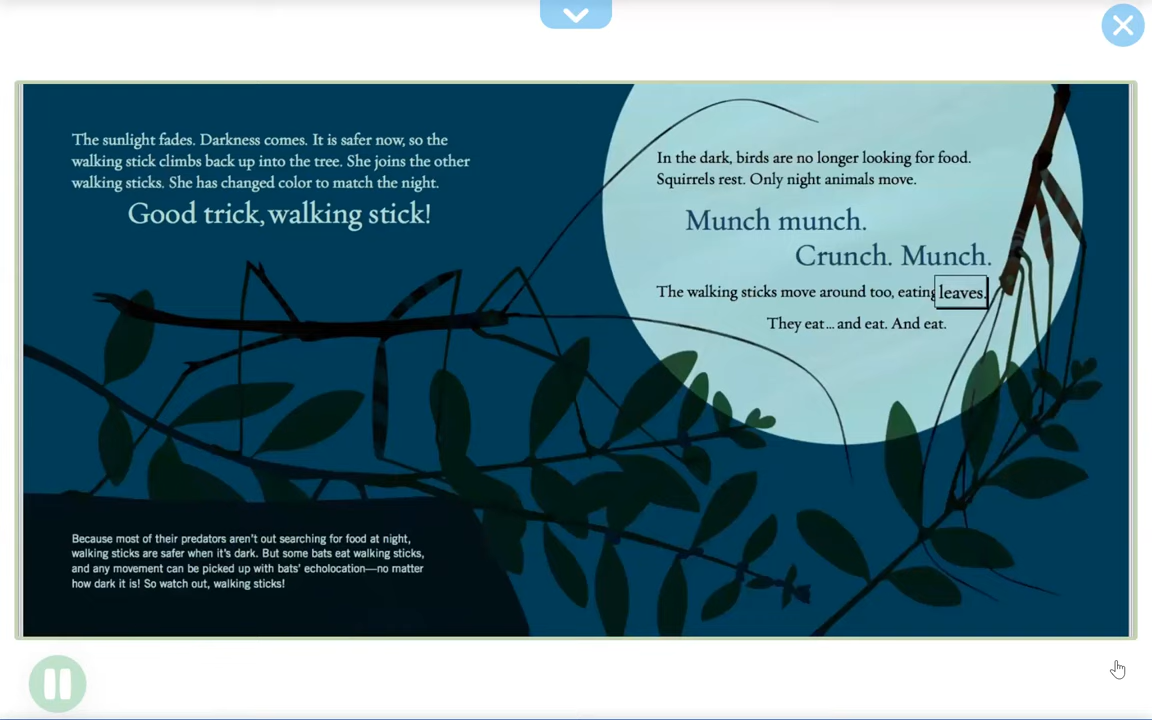 The sunlight fades. Darkness comes. It is safer now, so the
walking stick climbs back up into the tree. She joins the other
walking sticks. She has changed color to match the night.
Good trick, walking stick!
In the dark, birds are no longer looking for food.
Squirrels rest. Only night animals move.
Munch munch.
Crunch. Munch.
The walking sticks move around too, eating leaves.
They eat... and eat. And eat.
Because most of their predators aren't out searching for food at night,
walking sticks are safer when it's dark. But some bats eat walking sticks,
and any movement can be picked up with bats' echolocation—no matter
how dark it is! So watch out, walking sticks!